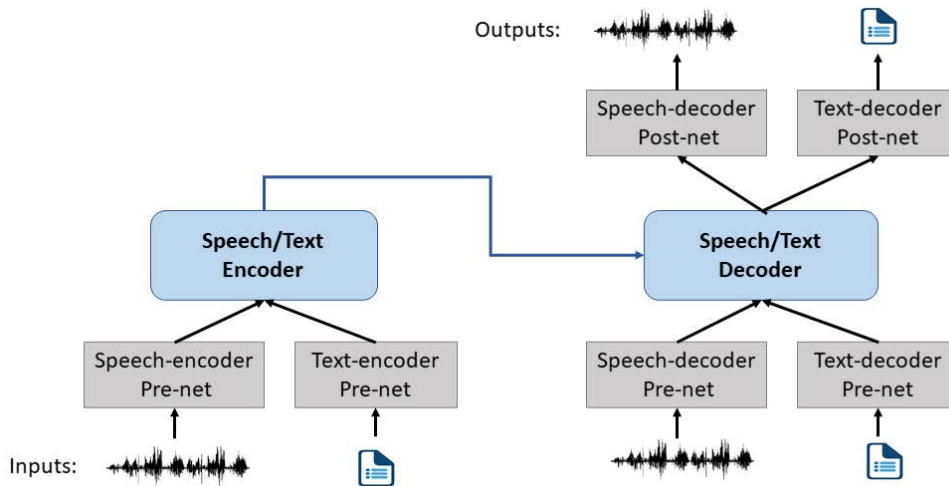 Outputs:
Speech-decoder
Post-net
Text-decoder
Post-net
Speech/Text
Encoder
Speech/Text
Decoder
Speech-encoder
Pre-net
Text-encoder
Pre-net
Speech-decoder
Pre-net
Text-decoder
Pre-net
Inputs: